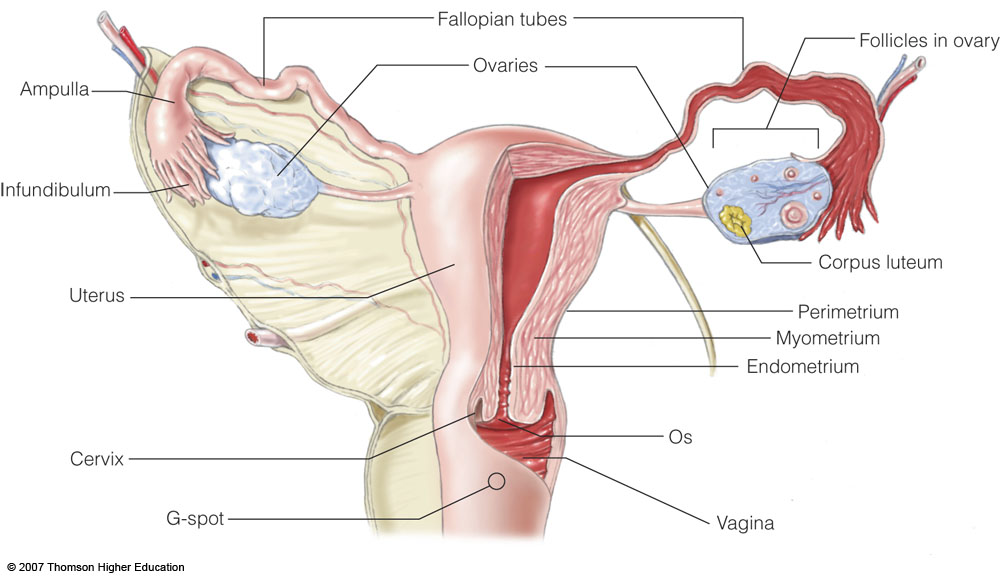 Fallopian tubes
Follicles in ovary
Ovaries
Ampulla
Infundibulum
Corpus luteum
Uterus
Perimetrium
Myometrium
Endometrium
Os
Cervix
G-spot
Vagina
© 2007 Thomson Higher Education